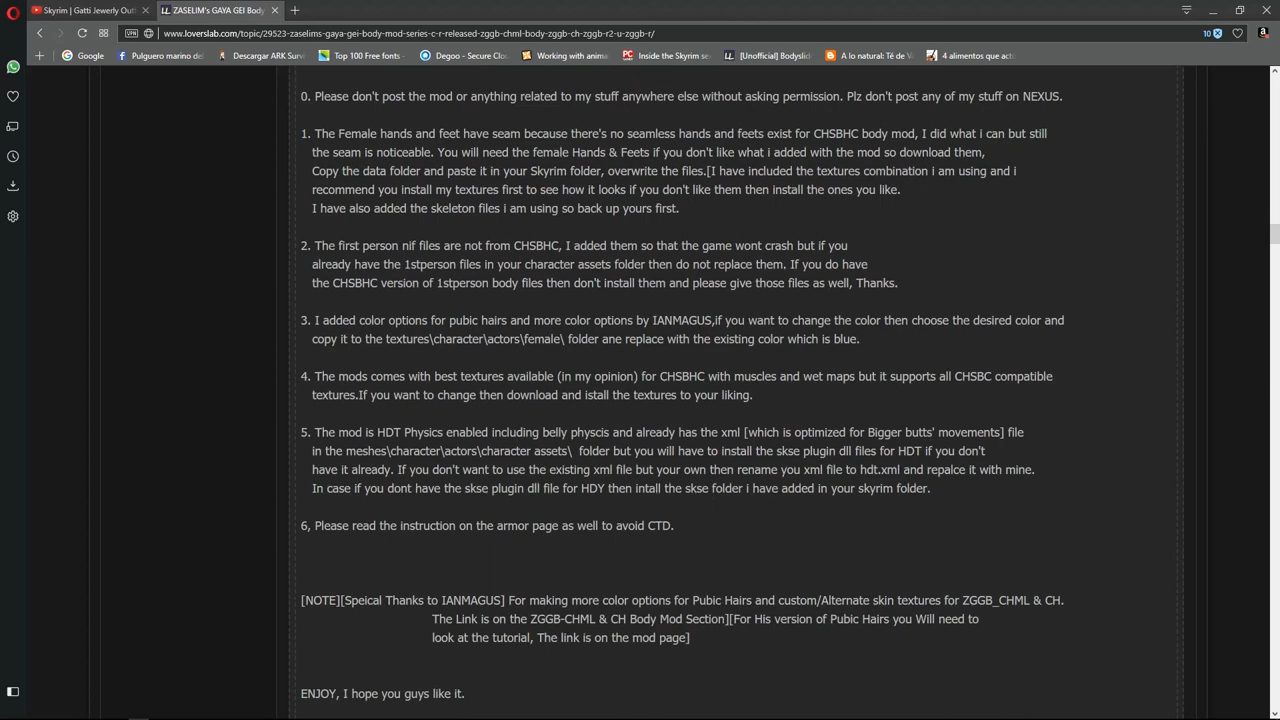 Skyrim | Gatti Jewerly Outf
ZASELIM's GAYA GEI Body
www.loverslab.com/topic/29523-zaselims-gaya-gei-body-mod-series-c-r-released-zggb-chml-body-zggb-ch-zggb-r2-u-zggb-r/
VPN
10
Google
Pulguero marino del
Descargar ARK Surv
Top 100 Free fonts -
Degoo - Secure Clo
Working with anima
Inside the Skyrim se
[Unofficial] Bodyslid
A lo natural: Té de V
4 alimentos que acti
0. Please don't post the mod or anything related to my stuff anywhere else without asking permission. Plz don't post any of my stuff on NEXUS.
1. The Female hands and feet have seam because there's no seamless hands and feets exist for CHSBHC body mod, I did what i can but still
the seam is noticeable. You will need the female Hands & Feets if you don't like what i added with the mod so download them,
Copy the data folder and paste it in your Skyrim folder, overwrite the files.[I have included the textures combination i am using and i
recommend you install my textures first to see how it looks if you don't like them then install the ones you like.
I have also added the skeleton files i am using so back up yours first.
2. The first person nif files are not from CHSBHC, I added them so that the game wont crash but if you
already have the 1stperson files in your character assets folder then do not replace them. If you do have
the CHSBHC version of 1stperson body files then don't install them and please give those files as well, Thanks.
3. I added color options for pubic hairs and more color options by IANMAGUS,if you want to change the color then choose the desired color and
copy it to the textures\character\actors\female\ folder ane replace with the existing color which is blue.
4. The mods comes with best textures available (in my opinion) for CHSBHC with muscles and wet maps but it supports all CHSBC compatible
textures.If you want to change then download and istall the textures to your liking.
5. The mod is HDT Physics enabled including belly physcis and already has the xml [which is optimized for Bigger butts' movements] file
in the meshes\character\actors\character assets\ folder but you will have to install the skse plugin dll files for HDT if you don't
have it already. If you don't want to use the existing xml file but your own then rename you xml file to hdt.xml and repalce it with mine.
In case if you dont have the skse plugin dll file for HDY then intall the skse folder i have added in your skyrim folder.
6, Please read the instruction on the armor page as well to avoid CTD.
[NOTE][Speical Thanks to IANMAGUS] For making more color options for Pubic Hairs and custom/Alternate skin textures for ZGGB_CHML & CH.
The Link is on the ZGGB-CHML & CH Body Mod Section][For His version of Pubic Hairs you Will need to
look at the tutorial, The link is on the mod page]
ENJOY, I hope you guys like it.